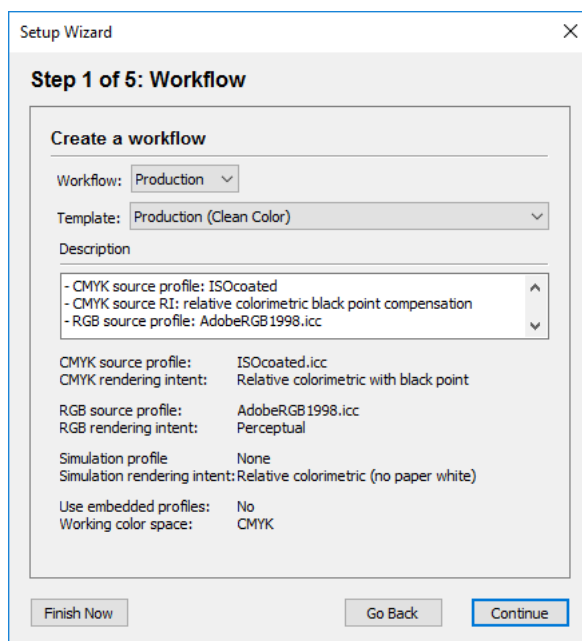 Setup Wizard
Step 1 of 5: Workflow
Create a workflow
Workflow: Production
Template: Production (Clean Color)
Description
- CMYK source profile: ISOcoated
- CMYK source RI: relative colorimetric black point compensation
- RGB source profile: AdobeRGB1998.icc
CMYK source profile: ISOcoated.icc
CMYK rendering intent: Relative colorimetric with black point
RGB source profile: AdobeRGB1998.icc
RGB rendering intent: Perceptual
Simulation profile None
Simulation rendering intent: Relative colorimetric (no paper white)
Use embedded profiles: No
Working color space: CMYK
Finish Now Go Back Continue